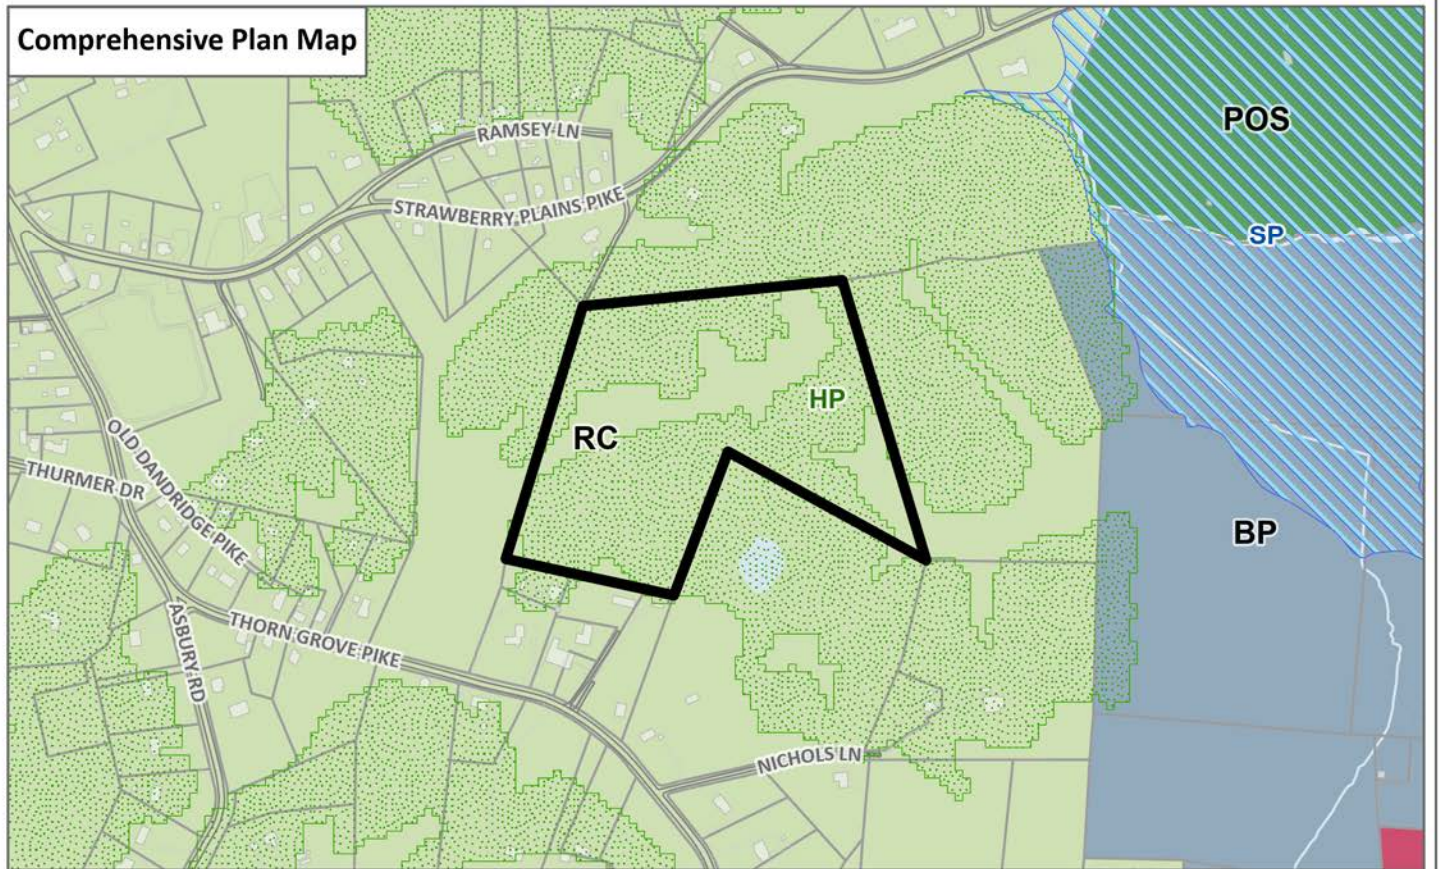 Comprehensive Plan Map
POS
RAMSEY LN
STRAWBERRY PLAINS PIKE
SP
HP
RC
OLD DANDRIDGE PIKE
THURMER DR
BP
ASBURY RD
THORN GROVE PIKE
NICHOLS LN